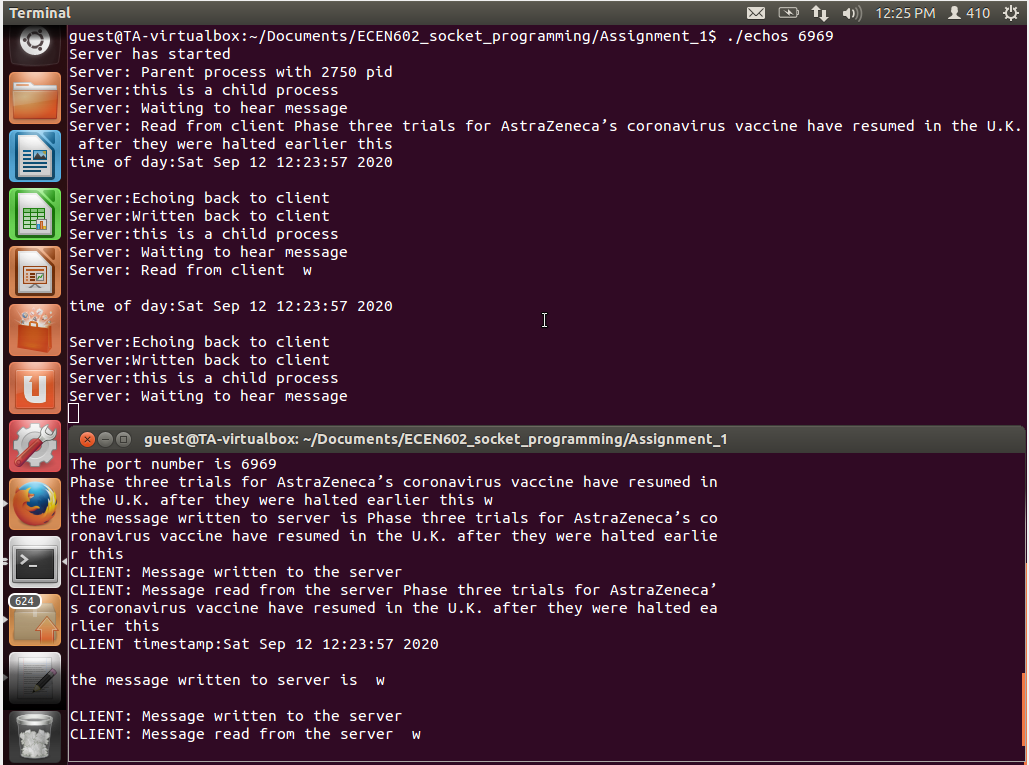 Terminal
12:25 PM
410
guest@TA-virtualbox:~/Documents/ECEN602_socket_programming/Assignment_1$ ./echos 6969
Server has started
Server: Parent process with 2750 pid
Server:this is a child process
Server: Waiting to hear message
Server: Read from client Phase three trials for AstraZeneca’s coronavirus vaccine have resumed in the U.K.
after they were halted earlier this
time of day:Sat Sep 12 12:23:57 2020
Server:Echoing back to client
Server:Written back to client
Server:this is a child process
Server: Waiting to hear message
Server: Read from client  w
time of day:Sat Sep 12 12:23:57 2020
Server:Echoing back to client
Server:Written back to client
Server:this is a child process
Server: Waiting to hear message
guest@TA-virtualbox: ~/Documents/ECEN602_socket_programming/Assignment_1
The port number is 6969
Phase three trials for AstraZeneca’s coronavirus vaccine have resumed in
the U.K. after they were halted earlier this w
the message written to server is Phase three trials for AstraZeneca’s co
ronavirus vaccine have resumed in the U.K. after they were halted earlie
r this
CLIENT: Message written to the server
CLIENT: Message read from the server Phase three trials for AstraZeneca’
s coronavirus vaccine have resumed in the U.K. after they were halted ea
rlier this
CLIENT timestamp:Sat Sep 12 12:23:57 2020
the message written to server is  w
CLIENT: Message written to the server
CLIENT: Message read from the server  w
624